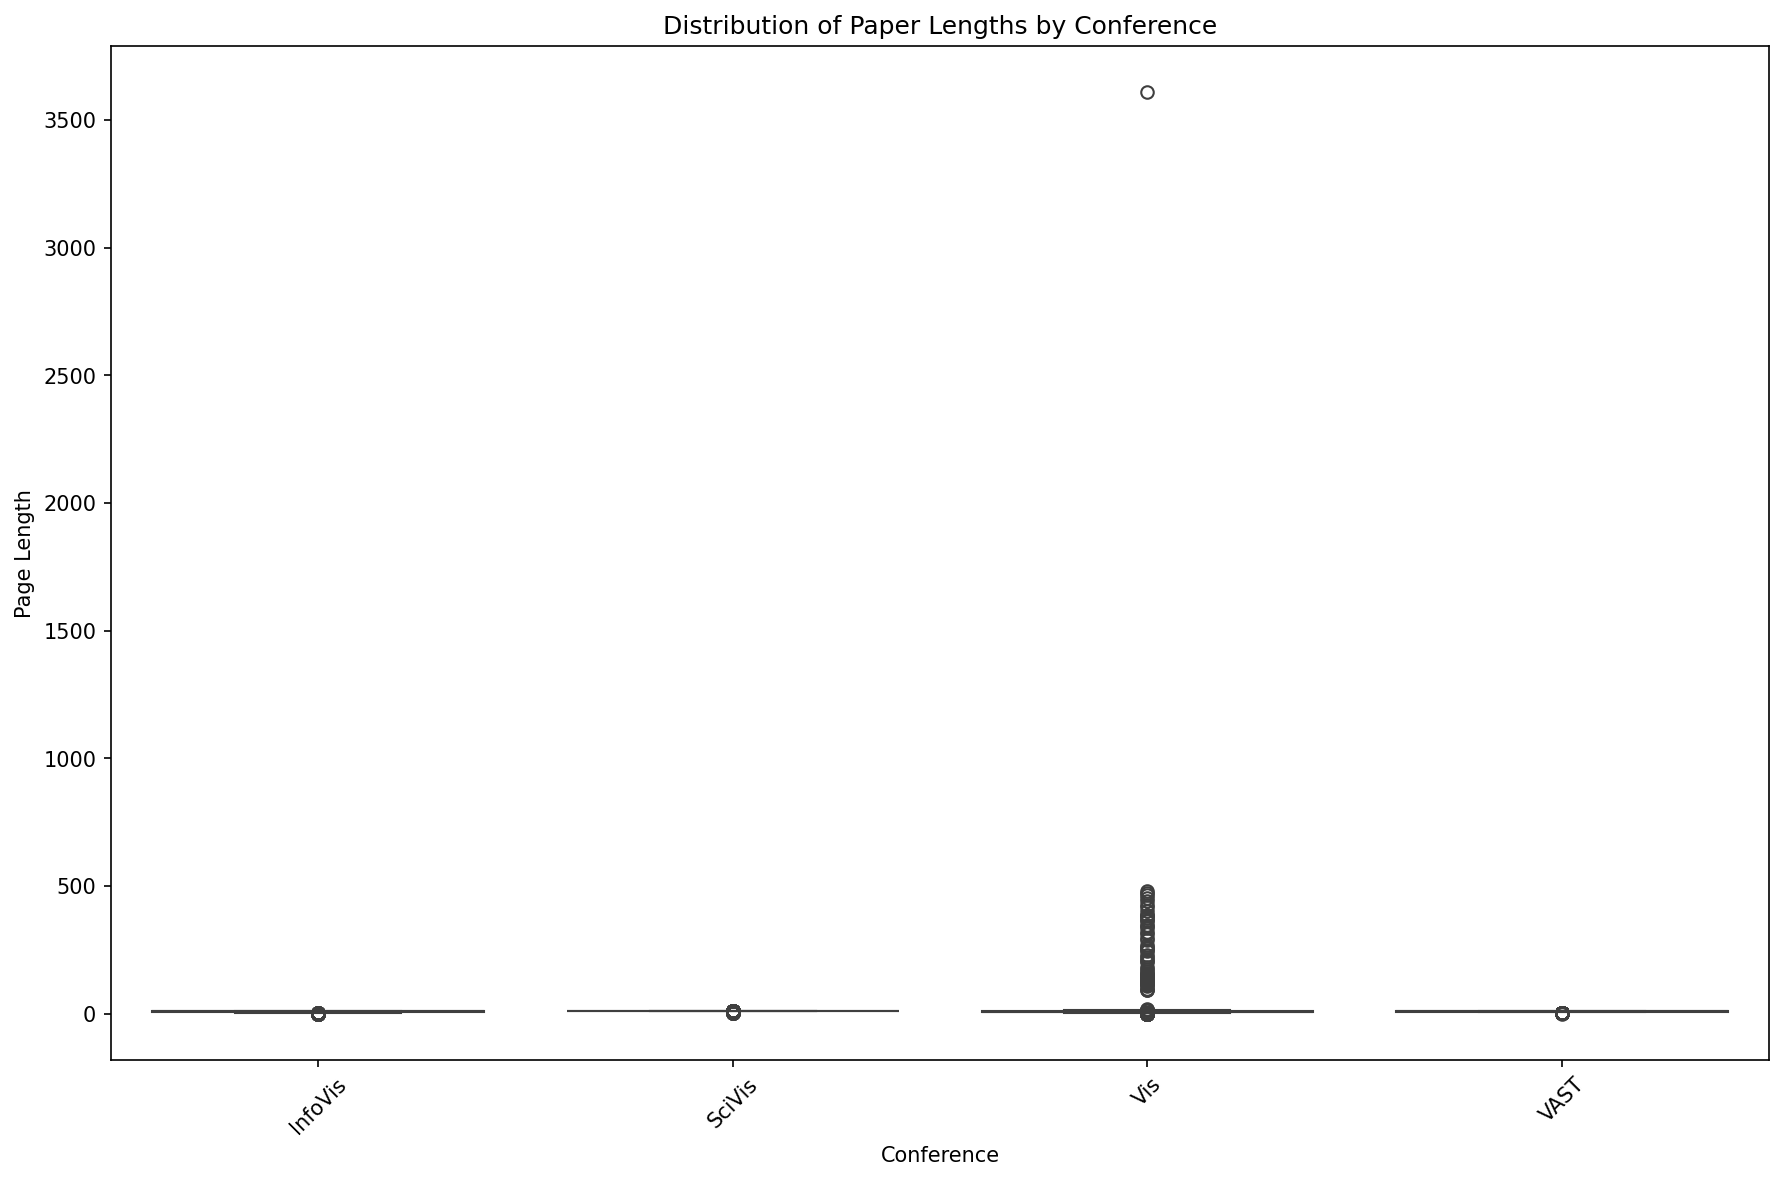 Distribution of Paper Lengths by Conference
3500
3000
2500
2000
1500
1000
500
0
Page Length
InfoVis
SciVis
Vis
VAST
Conference